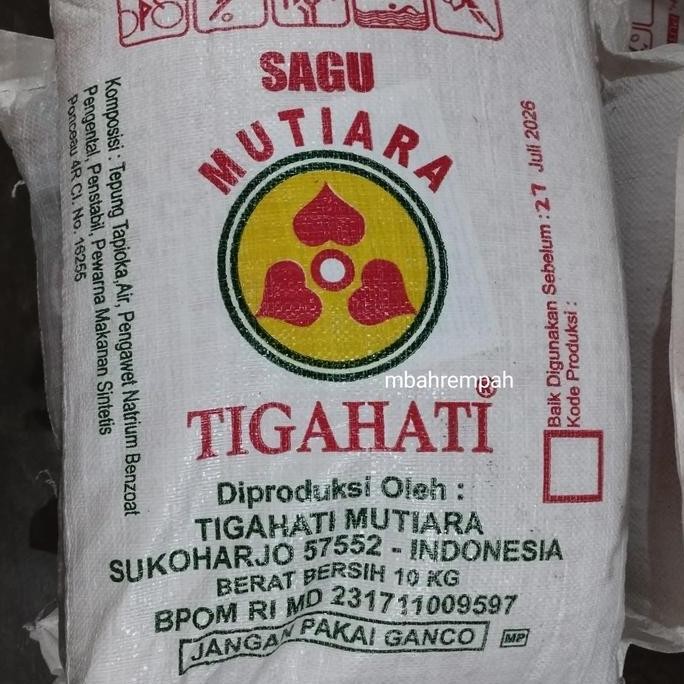 SAGU
MUTIARA
TIGAHATI®
Diproduksi Oleh :
TIGAHATI MUTIARA
SUKOHARJO 57552 - INDONESIA
BERAT BERSIH 10 KG
BPOM RI MD 231711009597
JANGAN PAKAI GANCO
MP
Komposisi : Tepung Tapioka, Air, Pengawet Natrium Benzoat
Pengental, Penstabil, Pewarna Makanan Sintetis
Ponceau 4R CI. No. 16255
Baik Digunakan Sebelum : 27 Juli 2026
Kode Produksi :
mbahrempah